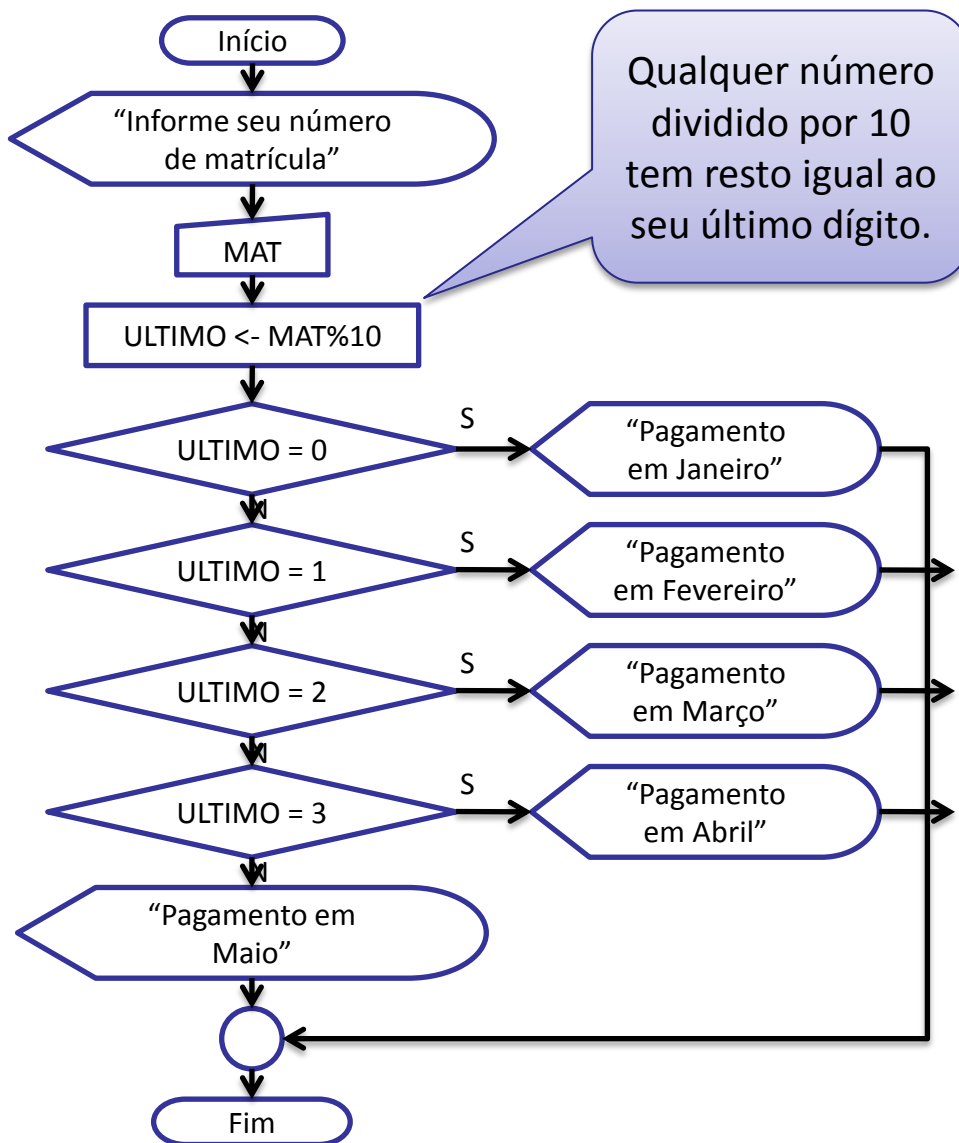 Início
Qualquer número
dividido por 10
tem resto igual ao
seu último dígito.
“Informe seu número
de matrícula”
MAT
ULTIMO <- MAT%10
ULTIMO = 0
S
“Pagamento
em Janeiro”
N
ULTIMO = 1
S
“Pagamento
em Fevereiro”
N
ULTIMO = 2
S
“Pagamento
em Março”
N
ULTIMO = 3
S
“Pagamento
em Abril”
N
“Pagamento em
Maio”
Fim